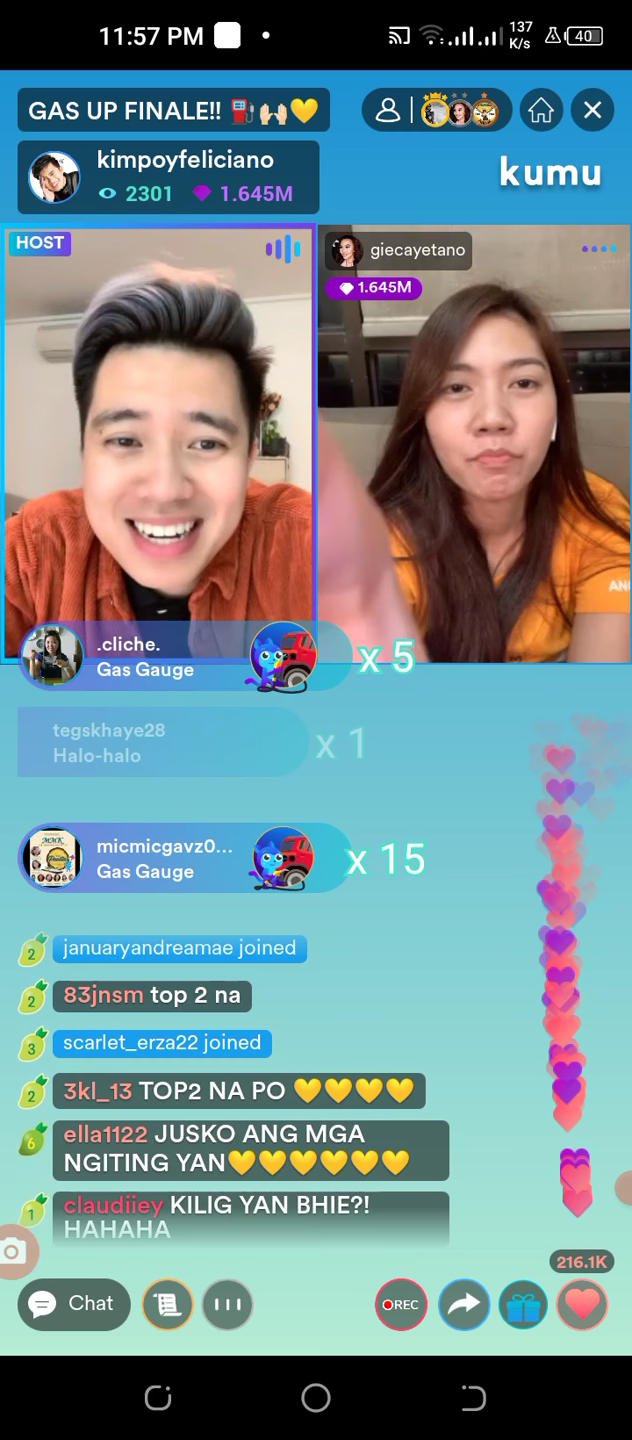 11:57 PM
137
K/s
40
GAS UP FINALE!! ⛽🙌🏻💛
kimpoyfeliciano
2301 1.645M
kumu
HOST
giecayetano
1.645M
.cliche.
Gas Gauge
x 5
tegskhaye28
Halo-halo
x 1
micmicgavz0...
Gas Gauge
x 15
2 januaryandreamae joined
2 83jnsm top 2 na
3 scarlet_erza22 joined
2 3kl_13 TOP2 NA PO 💛💛💛💛
6 ella1122 JUSKO ANG MGA
NGITING YAN💛💛💛💛💛💛
1 claudiiey KILIG YAN BHIE?!
HAHAHA
216.1K
Chat
REC